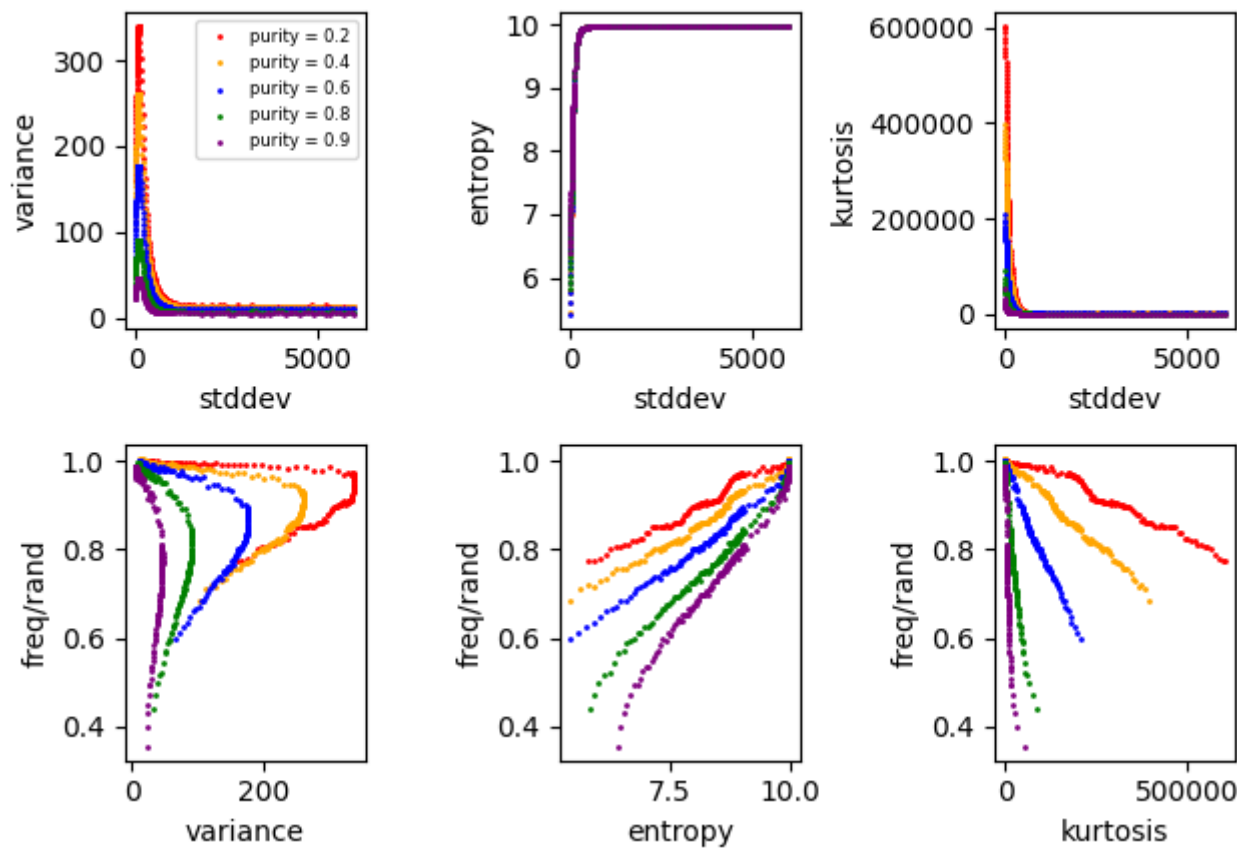 variance
300
200
100
0
0
5000
stddev
purity = 0.2
purity = 0.4
purity = 0.6
purity = 0.8
purity = 0.9
entropy
10
9
8
7
6
0
5000
stddev
kurtosis
600000
400000
200000
0
0
5000
stddev
freq/rand
1.0
0.8
0.6
0.4
0
200
variance
freq/rand
1.0
0.8
0.6
0.4
7.5
10.0
entropy
freq/rand
1.0
0.8
0.6
0.4
0
500000
kurtosis